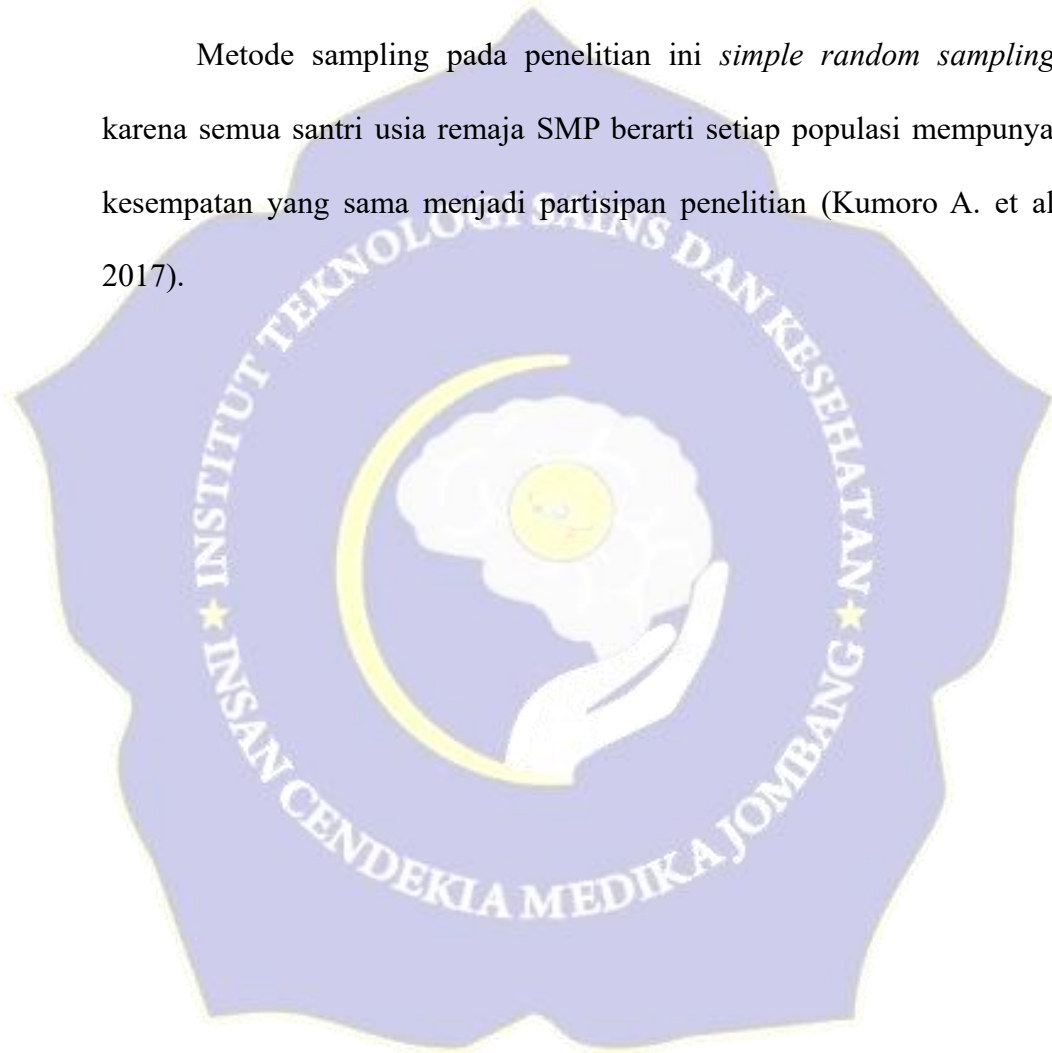 Metode sampling pada penelitian ini simple random sampling
karena semua santri usia remaja SMP berarti setiap populasi mempunya
kesempatan yang sama menjadi partisipan penelitian (Kumoro A. et al
2017).
INSTITUT TEKNOLOGI SAINS DAN KESEHATAN
INSAN CENDEKIA MEDIKA JOMBANG